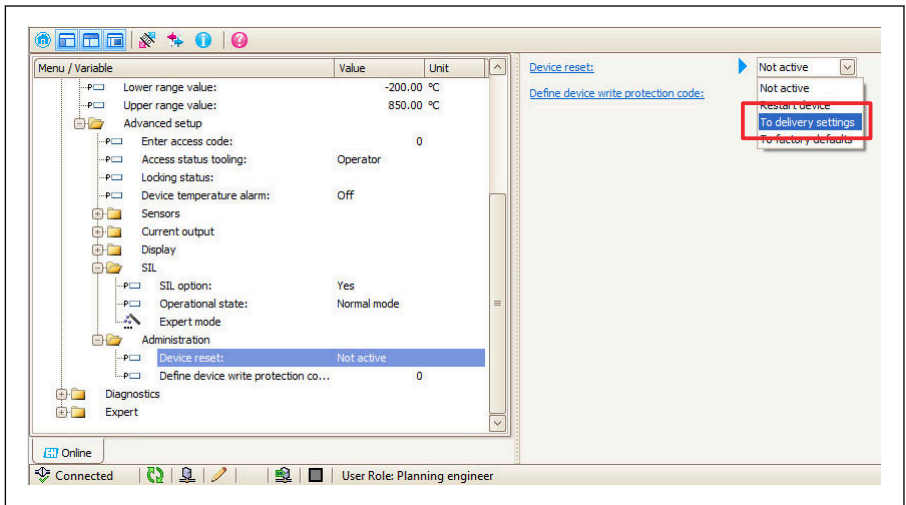 Menu / Variable Value Unit
Lower range value: -200.00 °C
Upper range value: 850.00 °C
Advanced setup
Enter access code: 0
Access status tooling: Operator
Locking status:
Device temperature alarm: Off
Sensors
Current output
Display
SIL
SIL option: Yes
Operational state: Normal mode
Expert mode
Administration
Device reset: Not active
Define device write protection co... 0
Diagnostics
Expert
Online
Device reset: Not active
Define device write protection code:
Not active
Restart device
To delivery settings
To factory defaults
Connected User Role: Planning engineer